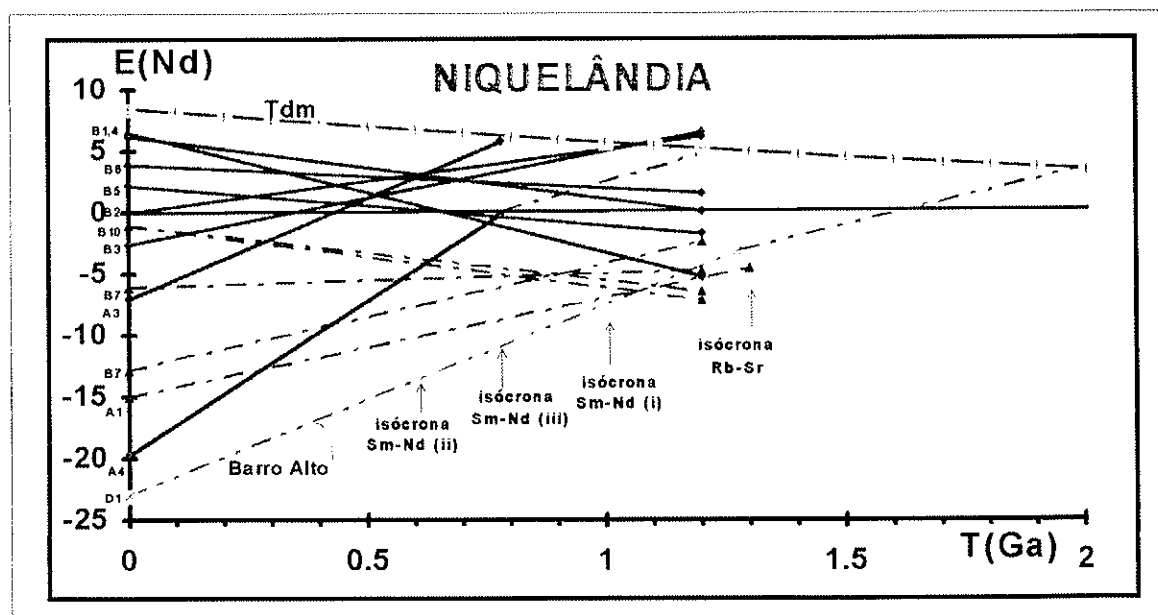 E(Nd)
NIQUELÂNDIA
10
Tdm
B1,4
5
B6
B5
0
B2
B10
B3
-5
B7
A3
-10
B7
-15
A1
-20
A4
D1
-25
isócrona
Rb-Sr
isócrona
Sm-Nd (i)
isócrona
Sm-Nd (iii)
isócrona
Sm-Nd (ii)
Barro Alto
0
0.5
1
1.5
2
T(Ga)